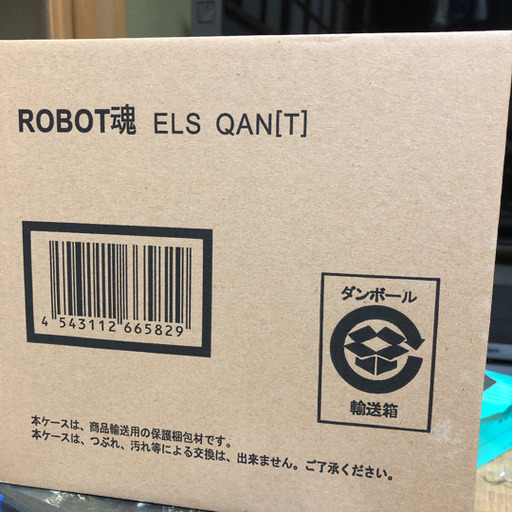 ROBOT魂 ELS QAN[T]
4 543112 665829
ダンボール
輸送箱
本ケースは、商品輸送用の保護梱包材です。
本ケースは、つぶれ、汚れ等による交換は、出来ません。ご了承ください。